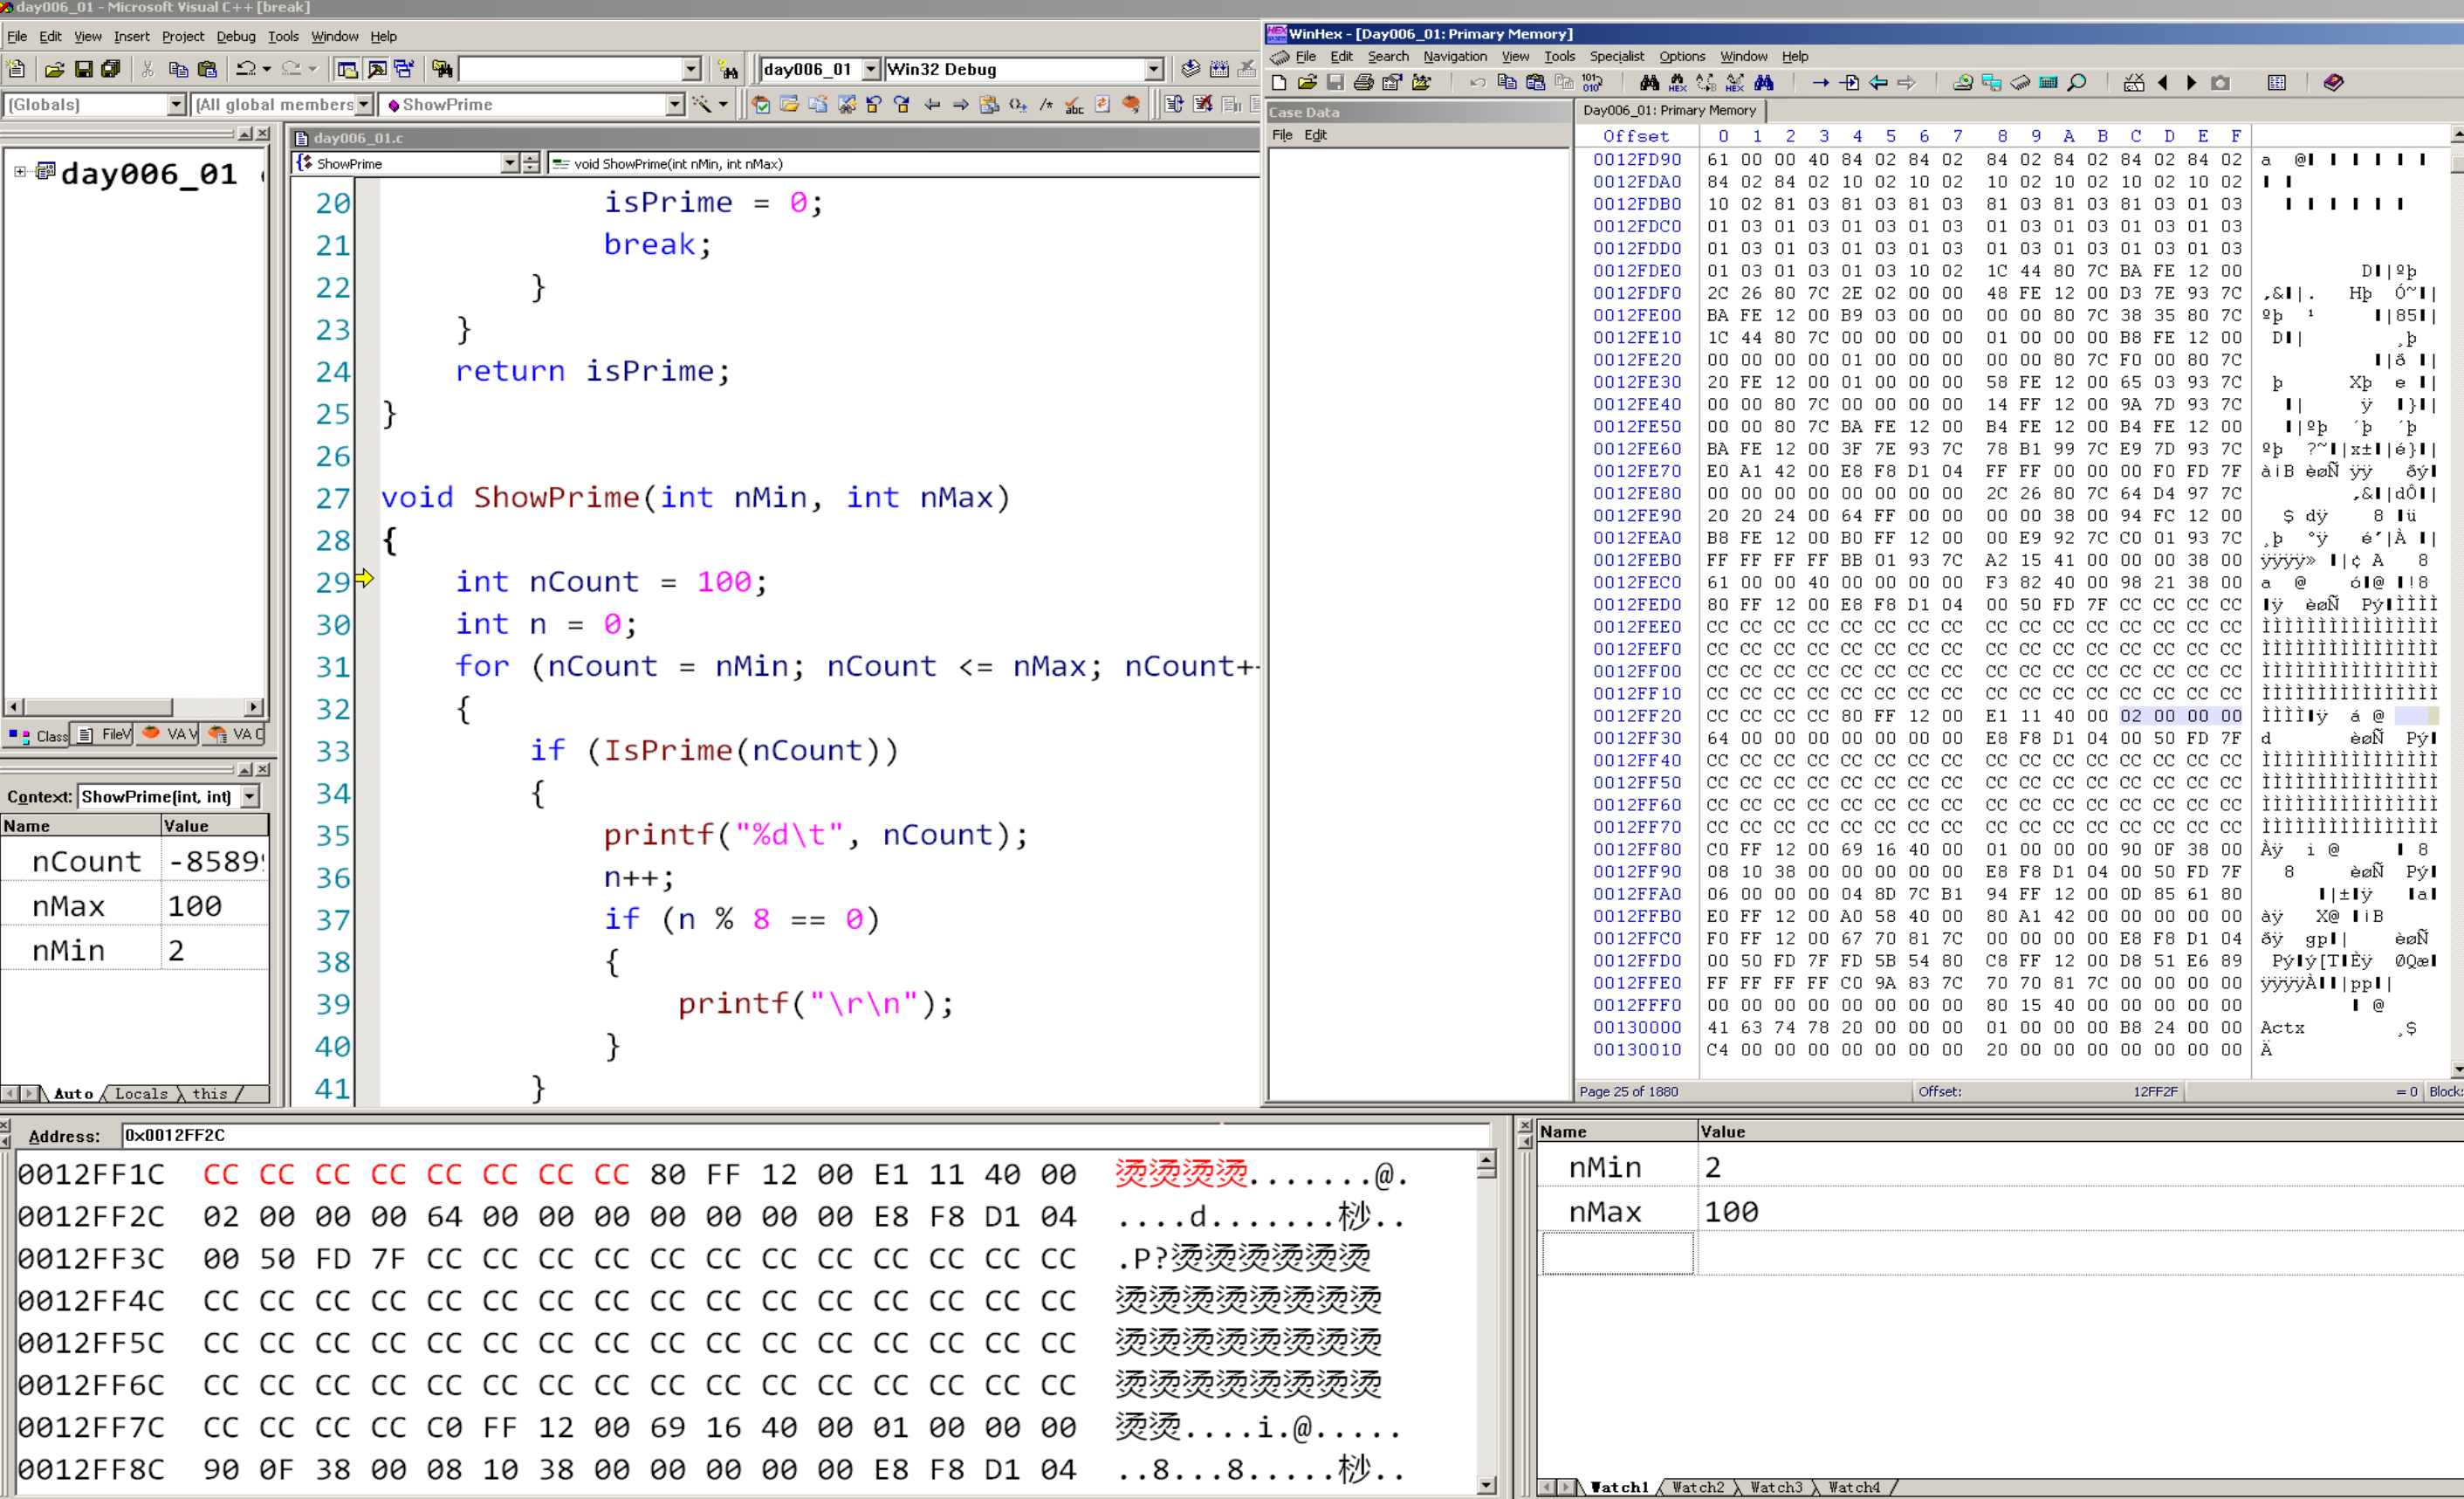 day006_01 - Microsoft Visual C++ [break]
File Edit View Insert Project Debug Tools Window Help
day006_01 Win32 Debug
(Globals) (All global members ShowPrime
day006_01
Class FileV VA V VA C
Context: ShowPrime(int, int)
Name Value
nCount -8589
nMax 100
nMin 2
Auto Locals this
day006_01.c
ShowPrime void ShowPrime(int nMin, int nMax)
20 isPrime = 0;
21 break;
22 }
23 }
24 return isPrime;
25 }
26
27 void ShowPrime(int nMin, int nMax)
28 {
29 int nCount = 100;
30 int n = 0;
31 for (nCount = nMin; nCount <= nMax; nCount+
32 {
33 if (IsPrime(nCount))
34 {
35 printf("%d\t", nCount);
36 n++;
37 if (n % 8 == 0)
38 {
39 printf("\r\n");
40 }
41 }
WinHex - [Day006_01: Primary Memory]
File Edit Search Navigation View Tools Specialist Options Window Help
Case Data
File Edit
Day006_01: Primary Memory
Offset 0 1 2 3 4 5 6 7 8 9 A B C D E F
0012FD90 61 00 00 40 84 02 84 02 84 02 84 02 84 02 84 02
0012FDA0 84 02 84 02 10 02 10 02 10 02 10 02 10 02 10 02
0012FDB0 10 02 81 03 81 03 81 03 81 03 81 03 81 03 01 03
0012FDC0 01 03 01 03 01 03 01 03 01 03 01 03 01 03 01 03
0012FDD0 01 03 01 03 01 03 01 03 01 03 01 03 01 03 01 03
0012FDE0 01 03 01 03 01 03 10 02 1C 44 80 7C BA FE 12 00
0012FDF0 2C 26 80 7C 2E 02 00 00 48 FE 12 00 D3 7E 93 7C
0012FE00 BA FE 12 00 B9 03 00 00 00 00 80 7C 38 35 80 7C
0012FE10 1C 44 80 7C 00 00 00 00 01 00 00 00 B8 FE 12 00
0012FE20 00 00 00 00 01 00 00 00 00 00 80 7C F0 00 80 7C
0012FE30 20 FE 12 00 01 00 00 00 58 FE 12 00 65 03 93 7C
0012FE40 00 00 80 7C 00 00 00 00 14 FF 12 00 9A 7D 93 7C
0012FE50 00 00 80 7C BA FE 12 00 B4 FE 12 00 B4 FE 12 00
0012FE60 BA FE 12 00 3F 7E 93 7C 78 B1 99 7C E9 7D 93 7C
0012FE70 E0 A1 42 00 E8 F8 D1 04 FF FF 00 00 00 F0 FD 7F
0012FE80 00 00 00 00 00 00 00 00 2C 26 80 7C 64 D4 97 7C
0012FE90 20 20 24 00 64 FF 00 00 00 00 38 00 94 FC 12 00
0012FEA0 B8 FE 12 00 B0 FF 12 00 00 E9 92 7C C0 01 93 7C
0012FEB0 FF FF FF FF BB 01 93 7C A2 15 41 00 00 00 38 00
0012FEC0 61 00 00 40 00 00 00 00 F3 82 40 00 98 21 38 00
0012FED0 80 FF 12 00 E8 F8 D1 04 00 50 FD 7F CC CC CC CC
0012FEE0 CC CC CC CC CC CC CC CC CC CC CC CC CC CC CC CC
0012FEF0 CC CC CC CC CC CC CC CC CC CC CC CC CC CC CC CC
0012FF00 CC CC CC CC CC CC CC CC CC CC CC CC CC CC CC CC
0012FF10 CC CC CC CC CC CC CC CC CC CC CC CC CC CC CC CC
0012FF20 CC CC CC CC 80 FF 12 00 E1 11 40 00 02 00 00 00
0012FF30 64 00 00 00 00 00 00 00 E8 F8 D1 04 00 50 FD 7F
0012FF40 CC CC CC CC CC CC CC CC CC CC CC CC CC CC CC CC
0012FF50 CC CC CC CC CC CC CC CC CC CC CC CC CC CC CC CC
0012FF60 CC CC CC CC CC CC CC CC CC CC CC CC CC CC CC CC
0012FF70 CC CC CC CC CC CC CC CC CC CC CC CC CC CC CC CC
0012FF80 C0 FF 12 00 69 16 40 00 01 00 00 00 90 0F 38 00
0012FF90 08 10 38 00 00 00 00 00 E8 F8 D1 04 00 50 FD 7F
0012FFA0 06 00 00 00 04 8D 7C B1 94 FF 12 00 0D 85 61 80
0012FFB0 E0 FF 12 00 A0 58 40 00 80 A1 42 00 00 00 00 00
0012FFC0 F0 FF 12 00 67 70 81 7C 00 00 00 00 E8 F8 D1 04
0012FFD0 00 50 FD 7F FD 5B 54 80 C8 FF 12 00 D8 51 E6 89
0012FFE0 FF FF FF FF C0 9A 83 7C 70 70 81 7C 00 00 00 00
0012FFF0 00 00 00 00 00 00 00 00 80 15 40 00 00 00 00 00
00130000 41 63 74 78 20 00 00 00 01 00 00 00 B8 24 00 00 Actx ¸$
00130010 C4 00 00 00 00 00 00 00 20 00 00 00 00 00 00 00 Ä
Page 25 of 1880 Offset: 12FF2F = 0 Block:
Address: 0x0012FF2C
0012FF1C CC CC CC CC CC CC CC CC 80 FF 12 00 E1 11 40 00 烫烫烫烫.......@.
0012FF2C 02 00 00 00 64 00 00 00 00 00 00 00 E8 F8 D1 04 ....d.......桫..
0012FF3C 00 50 FD 7F CC CC CC CC CC CC CC CC CC CC CC CC .P?烫烫烫烫烫烫
0012FF4C CC CC CC CC CC CC CC CC CC CC CC CC CC CC CC CC 烫烫烫烫烫烫烫烫
0012FF5C CC CC CC CC CC CC CC CC CC CC CC CC CC CC CC CC 烫烫烫烫烫烫烫烫
0012FF6C CC CC CC CC CC CC CC CC CC CC CC CC CC CC CC CC 烫烫烫烫烫烫烫烫
0012FF7C CC CC CC CC C0 FF 12 00 69 16 40 00 01 00 00 00 烫烫....i.@.....
0012FF8C 90 0F 38 00 08 10 38 00 00 00 00 00 E8 F8 D1 04 ..8...8.....桫..
Name Value
nMin 2
nMax 100
Watch1 Watch2 Watch3 Watch4